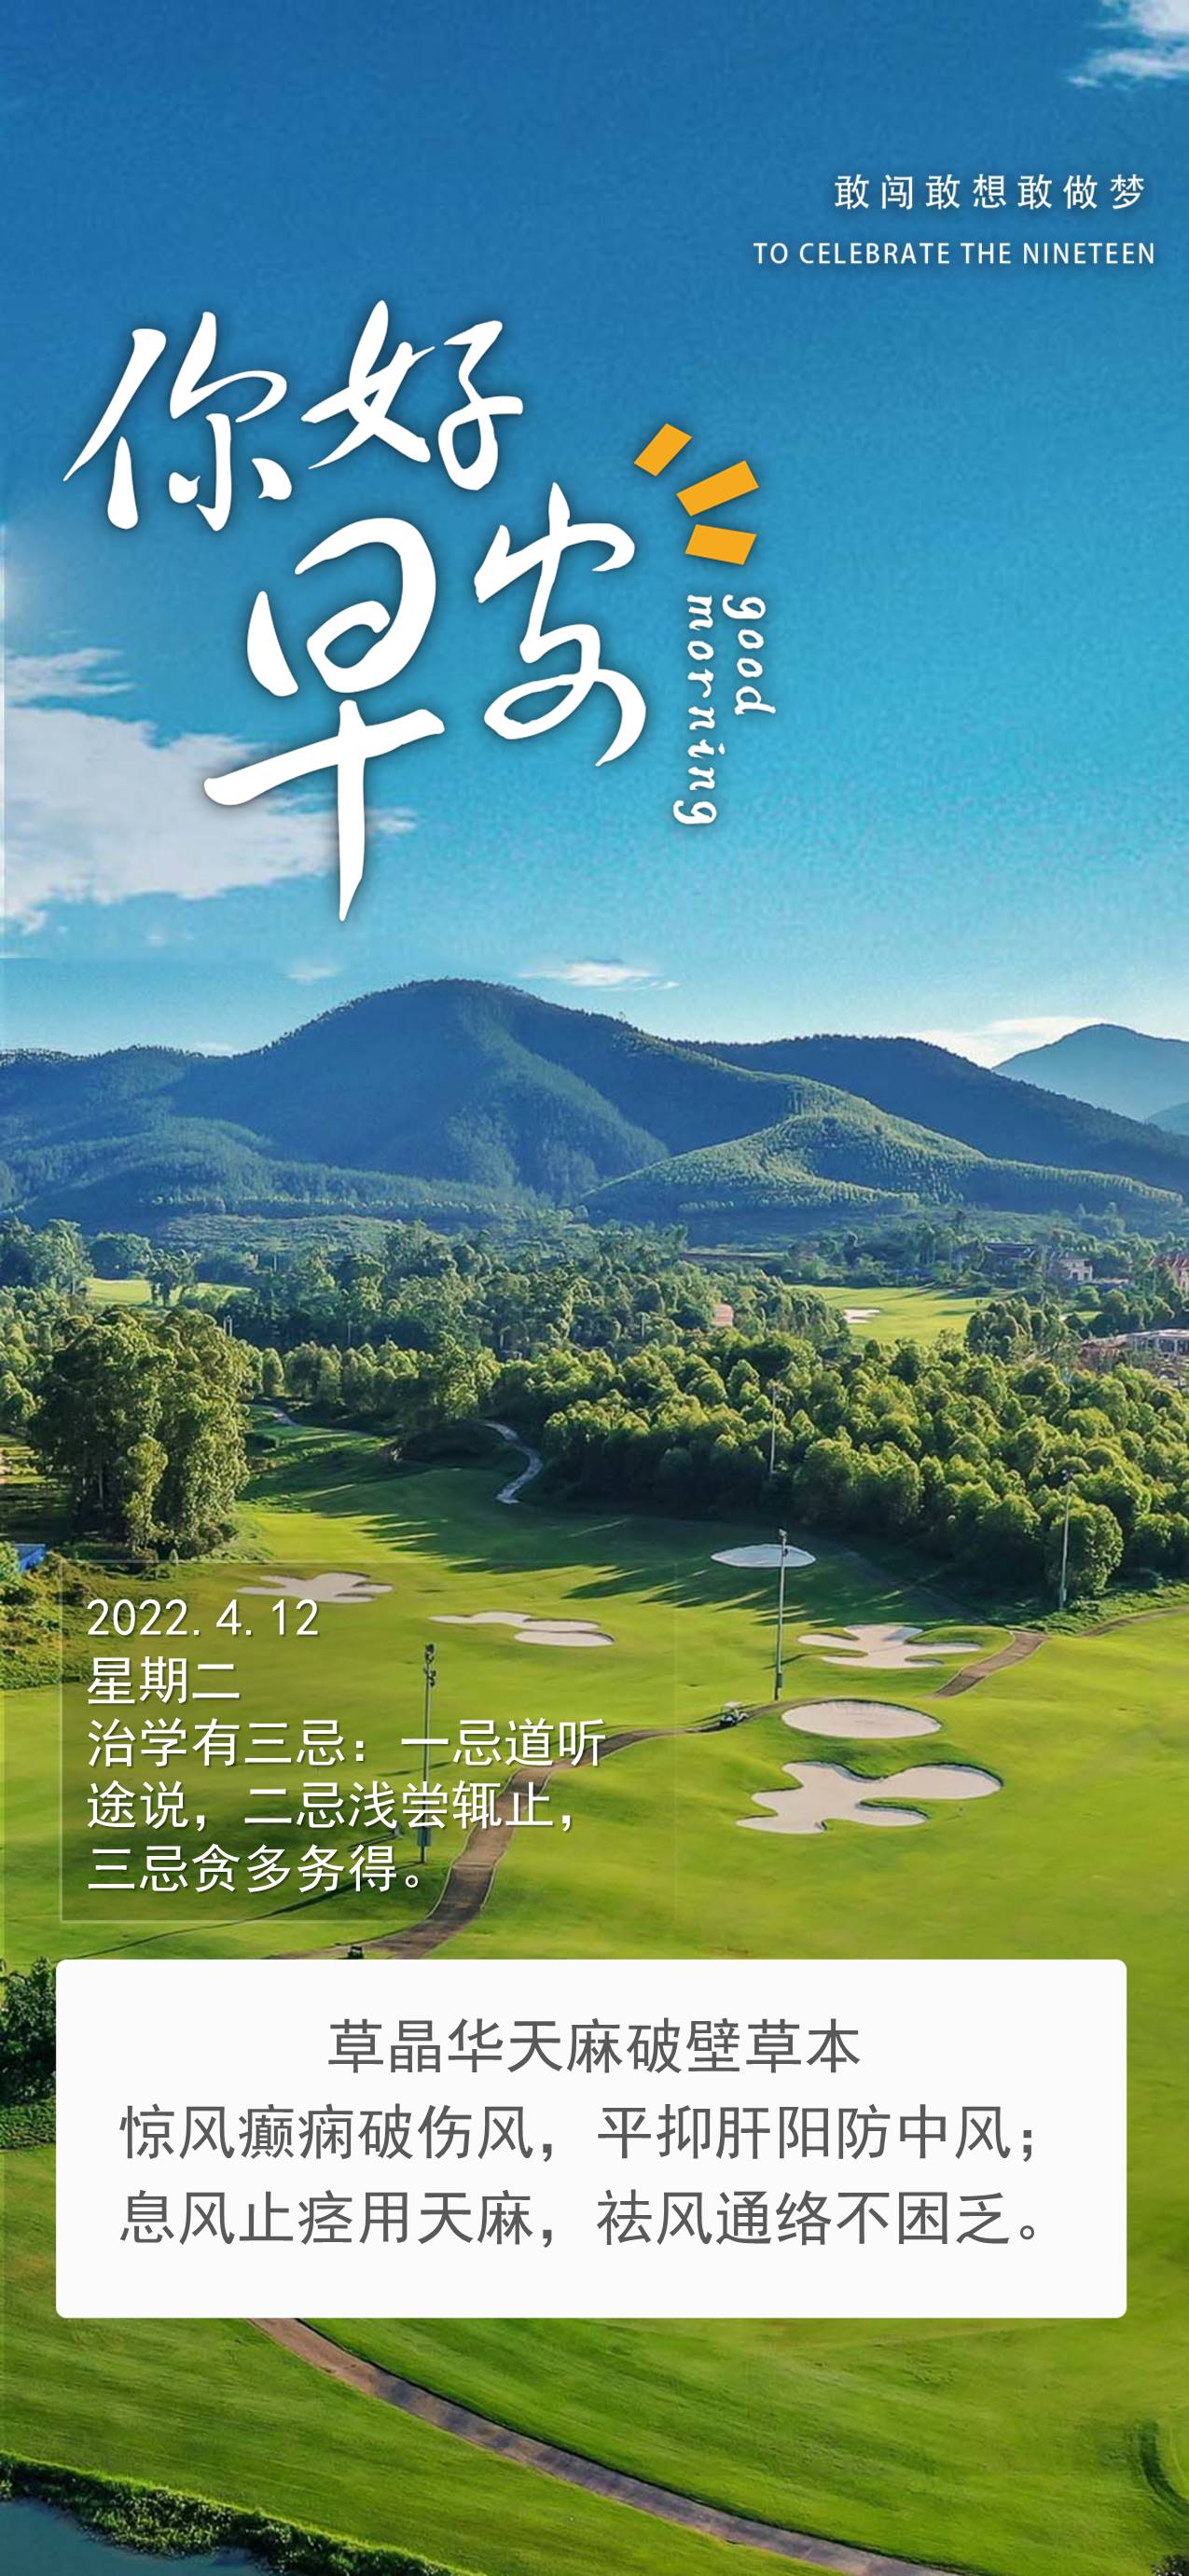 敢闯敢想敢做梦
TO CELEBRATE THE NINETEEN
你好
早安
good
morning
2022.4.12
星期二
治学有三忌：一忌道听
途说，二忌浅尝辄止，
三忌贪多务得。
草晶华天麻破壁草本
惊风癫痫破伤风，平抑肝阳防中风；
息风止痉用天麻，祛风通络不困乏。